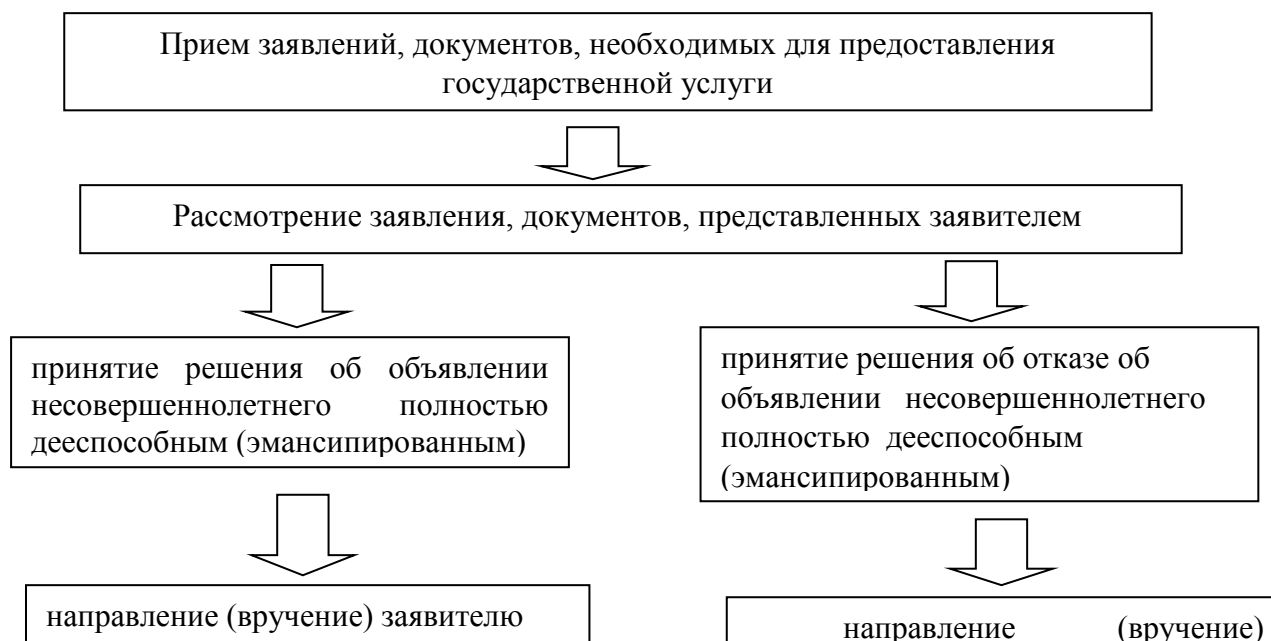 Прием заявлений, документов, необходимых для предоставления
государственной услуги
Рассмотрение заявления, документов, представленных заявителем
принятие решения об объявлении
несовершеннолетнего полностью
дееспособным (эмансипированным)
принятие решения об отказе об
объявлении несовершеннолетнего
полностью дееспособным
(эмансипированным)
направление (вручение) заявителю
направление (вручение)